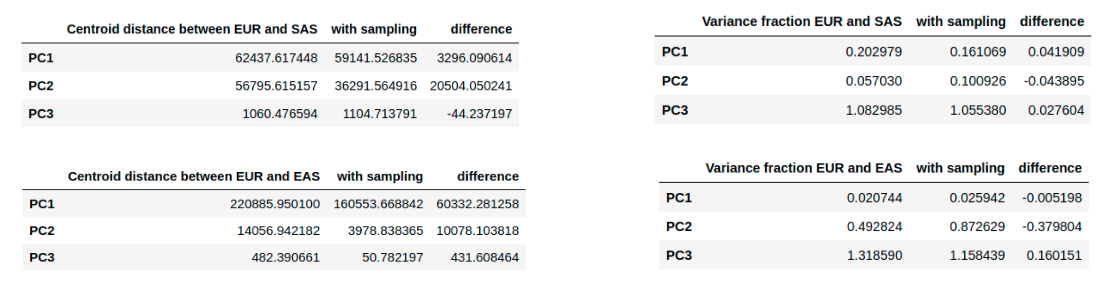 Centroid distance between EUR and SAS with sampling difference
PC1 62437.617448 59141.526835 3296.090614
PC2 56795.615157 36291.564916 20504.050241
PC3 1060.476594 1104.713791 -44.237197
Variance fraction EUR and SAS with sampling difference
PC1 0.202979 0.161069 0.041909
PC2 0.057030 0.100926 -0.043895
PC3 1.082985 1.055380 0.027604
Centroid distance between EUR and EAS with sampling difference
PC1 220885.950100 160553.668842 60332.281258
PC2 14056.942182 3978.838365 10078.103818
PC3 482.390661 50.782197 431.608464
Variance fraction EUR and EAS with sampling difference
PC1 0.020744 0.025942 -0.005198
PC2 0.492824 0.872629 -0.379804
PC3 1.318590 1.158439 0.160151